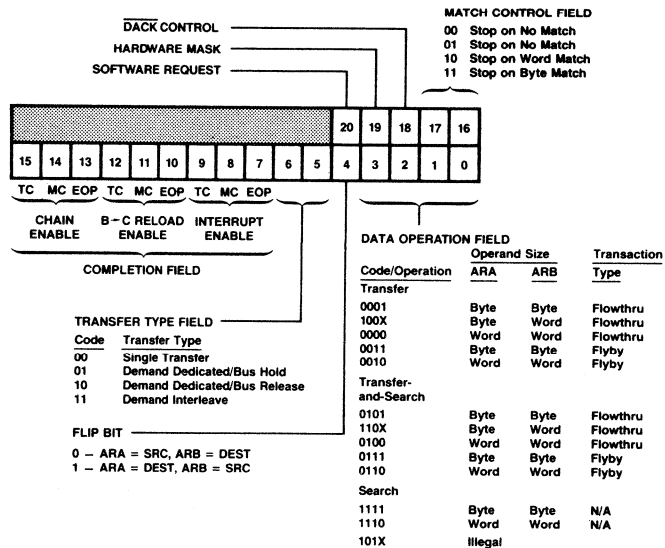 MATCH CONTROL FIELD
00 Stop on No Match
01 Stop on No Match
10 Stop on Word Match
11 Stop on Byte Match
DACK CONTROL
HARDWARE MASK
SOFTWARE REQUEST
20 19 18 17 16
15 14 13 12 11 10 9 8 7 6 5 4 3 2 1 0
TC MC EOP TC MC EOP TC MC EOP
CHAIN ENABLE
B-C RELOAD ENABLE
INTERRUPT ENABLE
COMPLETION FIELD
TRANSFER TYPE FIELD
Code Transfer Type
00 Single Transfer
01 Demand Dedicated/Bus Hold
10 Demand Dedicated/Bus Release
11 Demand Interleave
FLIP BIT
0 – ARA = SRC, ARB = DEST
1 – ARA = DEST, ARB = SRC
DATA OPERATION FIELD
Operand Size Transaction
Code/Operation ARA ARB Type
Transfer
0001 Byte Byte Flowthru
100X Byte Word Flowthru
0000 Word Word Flowthru
0011 Byte Byte Flyby
0010 Word Word Flyby
Transfer-
and-Search
0101 Byte Byte Flowthru
110X Byte Word Flowthru
0100 Word Word Flowthru
0111 Byte Byte Flyby
0110 Word Word Flyby
Search
1111 Byte Byte N/A
1110 Word Word N/A
101X Illegal